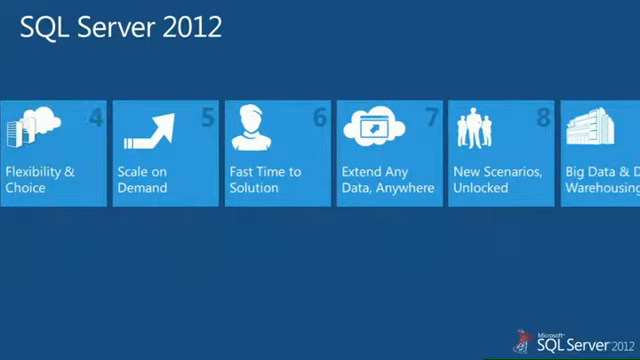 SQL Server 2012
4
Flexibility &
Choice
5
Scale on
Demand
6
Fast Time to
Solution
7
Extend Any
Data, Anywhere
8
New Scenarios,
Unlocked
Big Data & D
Warehousing
Microsoft
SQL Server 2012